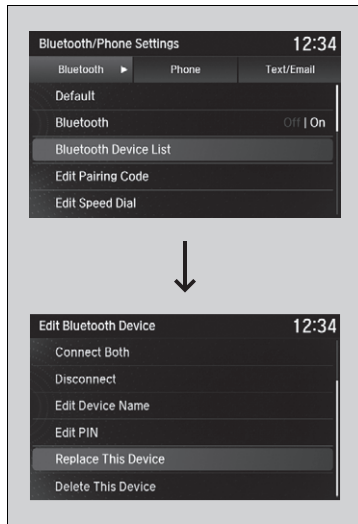 Bluetooth/Phone Settings 12:34
Bluetooth ▶ Phone Text/Email
Default
Bluetooth Off | On
Bluetooth Device List
Edit Pairing Code
Edit Speed Dial
Edit Bluetooth Device 12:34
Connect Both
Disconnect
Edit Device Name
Edit PIN
Replace This Device
Delete This Device